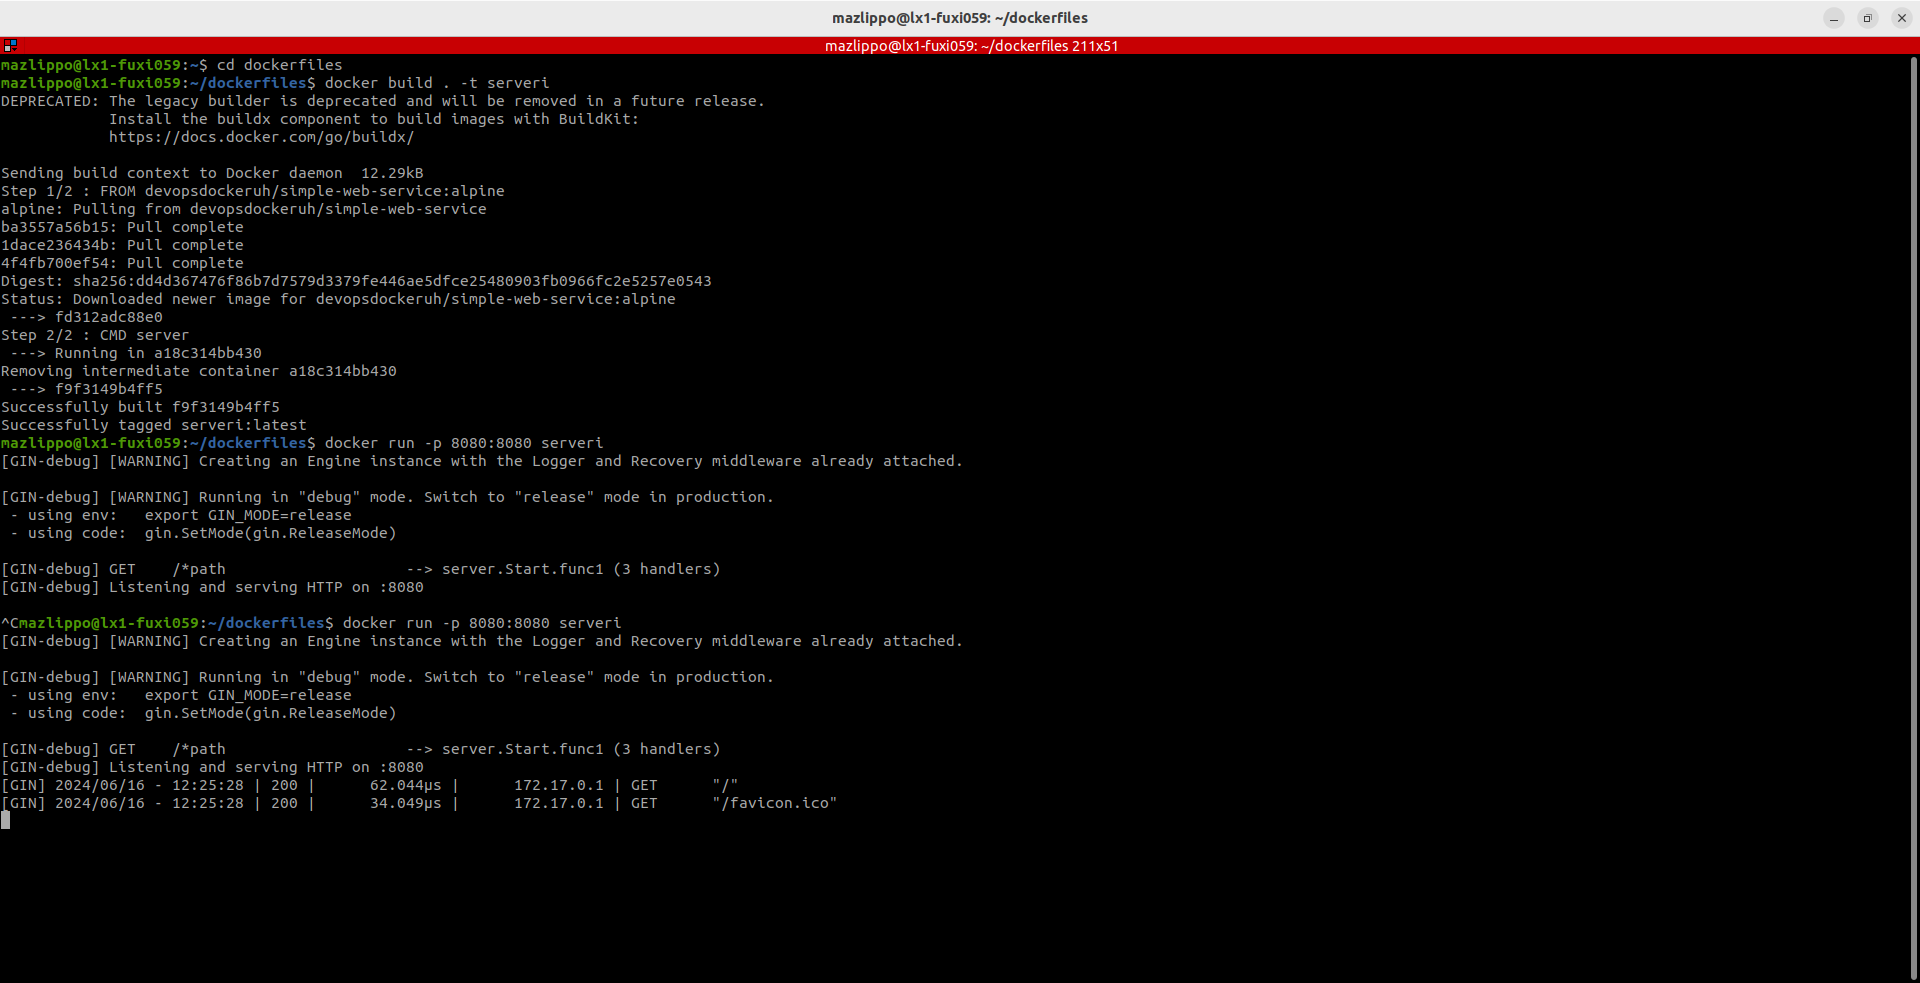 mazlippo@lx1-fuxi059: ~/dockerfiles
mazlippo@lx1-fuxi059: ~/dockerfiles 211x51
mazlippo@lx1-fuxi059:~$ cd dockerfiles
mazlippo@lx1-fuxi059:~/dockerfiles$ docker build . -t serveri
DEPRECATED: The legacy builder is deprecated and will be removed in a future release.
            Install the buildx component to build images with BuildKit:
            https://docs.docker.com/go/buildx/

Sending build context to Docker daemon  12.29kB
Step 1/2 : FROM devopsdockeruh/simple-web-service:alpine
alpine: Pulling from devopsdockeruh/simple-web-service
ba3557a56b15: Pull complete
1dace236434b: Pull complete
4f4fb700ef54: Pull complete
Digest: sha256:dd4d367476f86b7d7579d3379fe446ae5dfce25480903fb0966fc2e5257e0543
Status: Downloaded newer image for devopsdockeruh/simple-web-service:alpine
 ---> fd312adc88e0
Step 2/2 : CMD server
 ---> Running in a18c314bb430
Removing intermediate container a18c314bb430
 ---> f9f3149b4ff5
Successfully built f9f3149b4ff5
Successfully tagged serveri:latest
mazlippo@lx1-fuxi059:~/dockerfiles$ docker run -p 8080:8080 serveri
[GIN-debug] [WARNING] Creating an Engine instance with the Logger and Recovery middleware already attached.

[GIN-debug] [WARNING] Running in "debug" mode. Switch to "release" mode in production.
 - using env:   export GIN_MODE=release
 - using code:  gin.SetMode(gin.ReleaseMode)

[GIN-debug] GET    /*path                    --> server.Start.func1 (3 handlers)
[GIN-debug] Listening and serving HTTP on :8080

^Cmazlippo@lx1-fuxi059:~/dockerfiles$ docker run -p 8080:8080 serveri
[GIN-debug] [WARNING] Creating an Engine instance with the Logger and Recovery middleware already attached.

[GIN-debug] [WARNING] Running in "debug" mode. Switch to "release" mode in production.
 - using env:   export GIN_MODE=release
 - using code:  gin.SetMode(gin.ReleaseMode)

[GIN-debug] GET    /*path                    --> server.Start.func1 (3 handlers)
[GIN-debug] Listening and serving HTTP on :8080
[GIN] 2024/06/16 - 12:25:28 | 200 |      62.044µs |      172.17.0.1 | GET      "/"
[GIN] 2024/06/16 - 12:25:28 | 200 |      34.049µs |      172.17.0.1 | GET      "/favicon.ico"